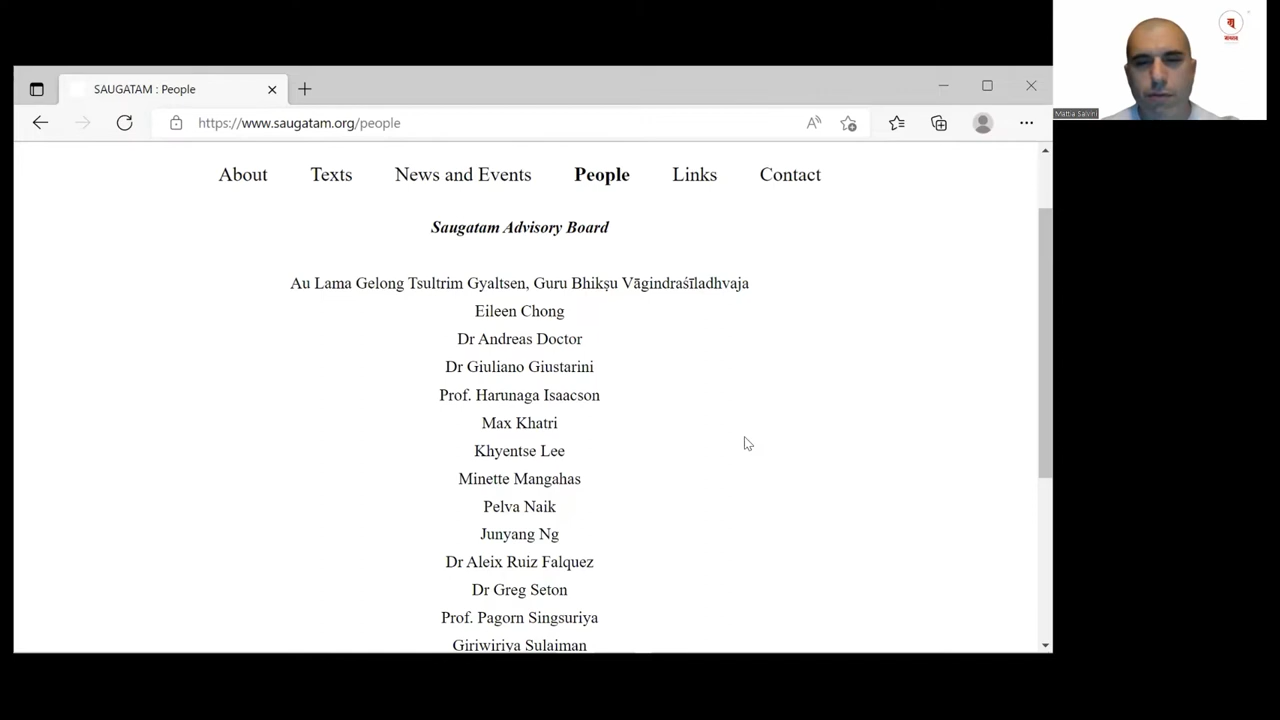 SAUGATAM : People
https://www.saugatam.org/people
About Texts News and Events People Links Contact
Saugatam Advisory Board
Au Lama Gelong Tsultrim Gyaltsen, Guru Bhikṣu Vāgindraśīladhvaja
Eileen Chong
Dr Andreas Doctor
Dr Giuliano Giustarini
Prof. Harunaga Isaacson
Max Khatri
Khyentse Lee
Minette Mangahas
Pelva Naik
Junyang Ng
Dr Aleix Ruiz Falquez
Dr Greg Seton
Prof. Pagorn Singsuriya
Giriwiriya Sulaiman
Mattia Salvini